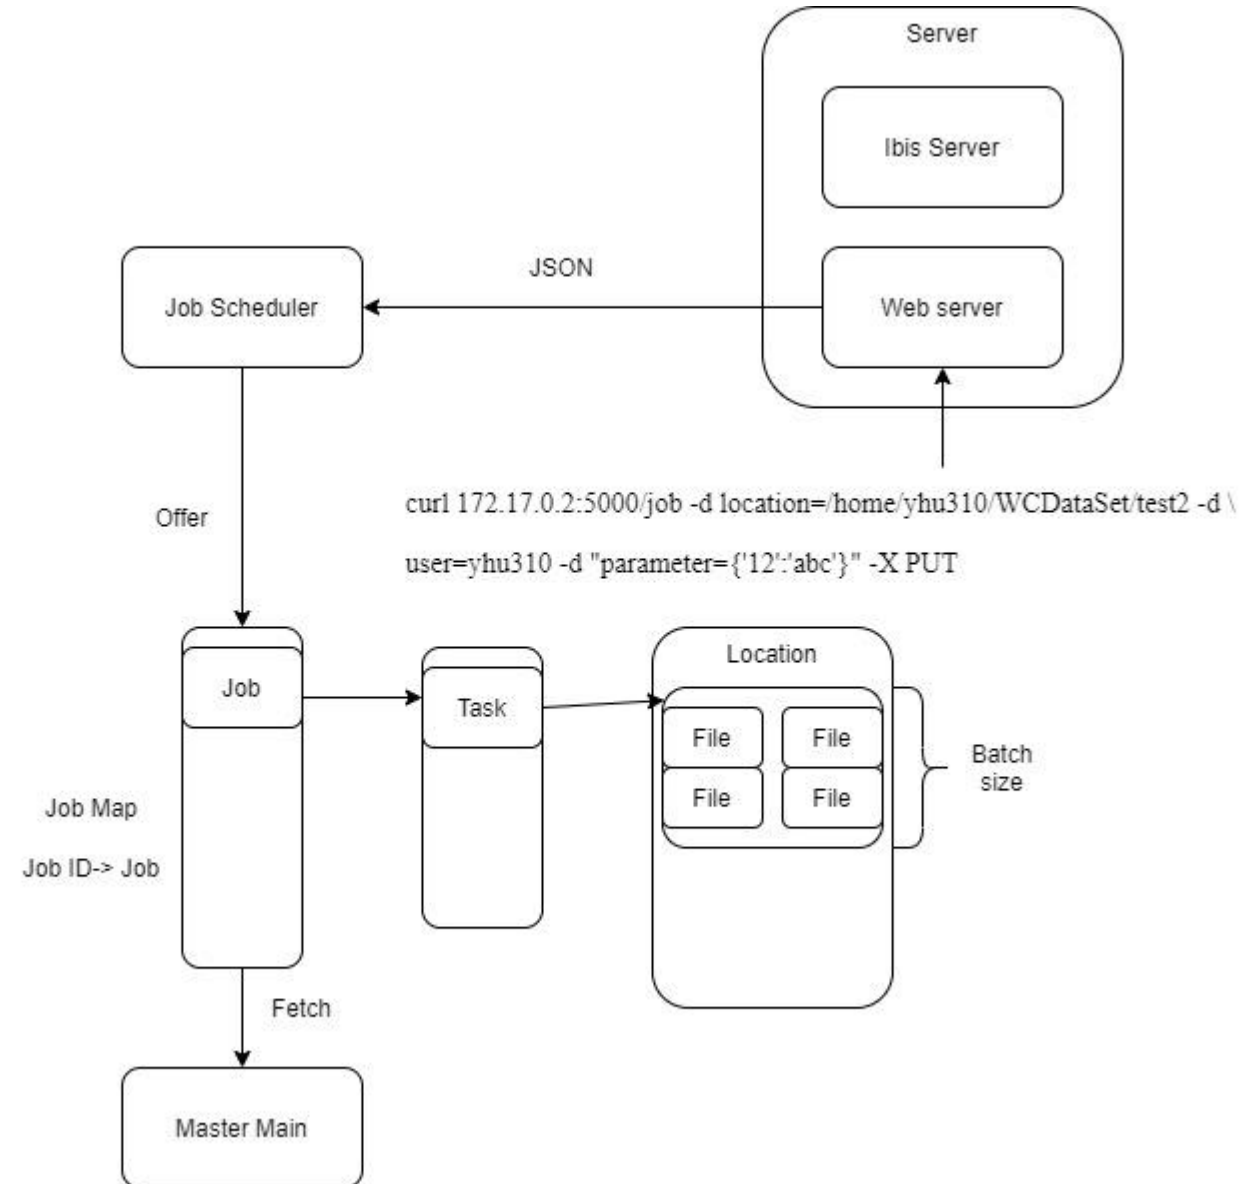 Server
Ibis Server
JSON
Job Scheduler
Web server
Offer
curl 172.17.0.2:5000/job -d location=/home/yhu310/WCDataSet/test2 -d \
user=yhu310 -d "parameter={'12':'abc'}" -X PUT
Location
Job
Task
File
File
File
File
Batch
size
Job Map
Job ID-> Job
Fetch
Master Main